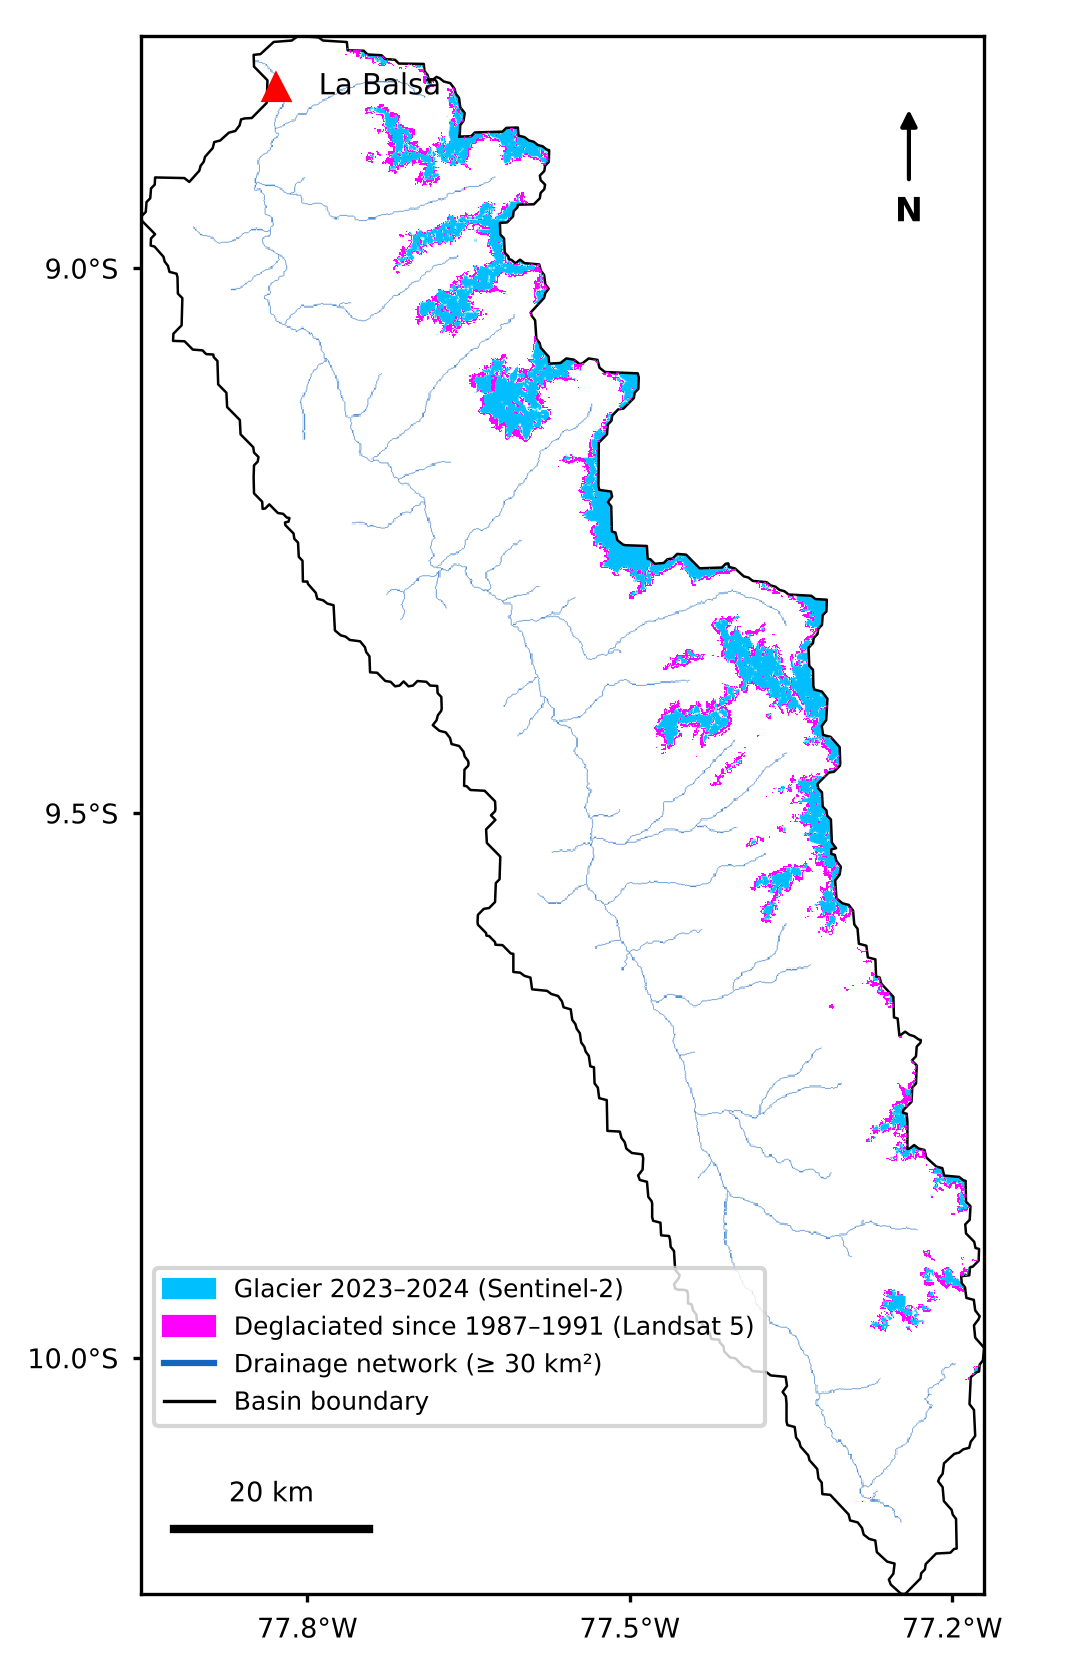 La Balsa
N
9.0°S
9.5°S
10.0°S
Glacier 2023–2024 (Sentinel-2)
Deglaciated since 1987–1991 (Landsat 5)
Drainage network (≥ 30 km²)
Basin boundary
20 km
77.8°W
77.5°W
77.2°W